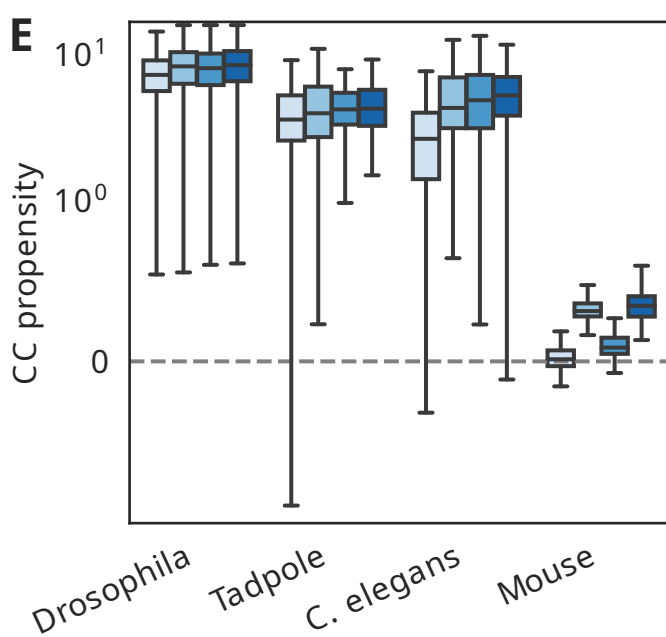 E
10¹
10⁰
0
CC propensity
Drosophila
Tadpole
C. elegans
Mouse